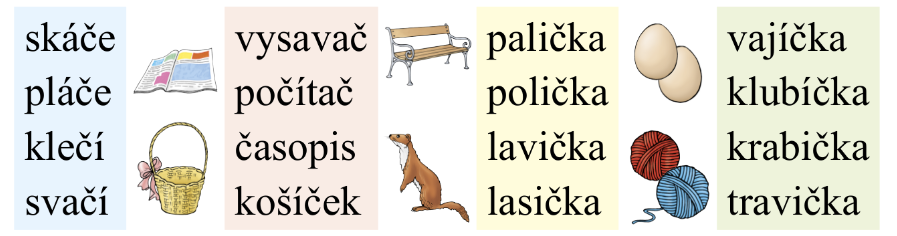 skáče
pláče
klečí
svačí
vysavač
počítač
časopis
košíček
palička
polička
lavička
lasička
vajíčka
klubíčka
krabička
travička